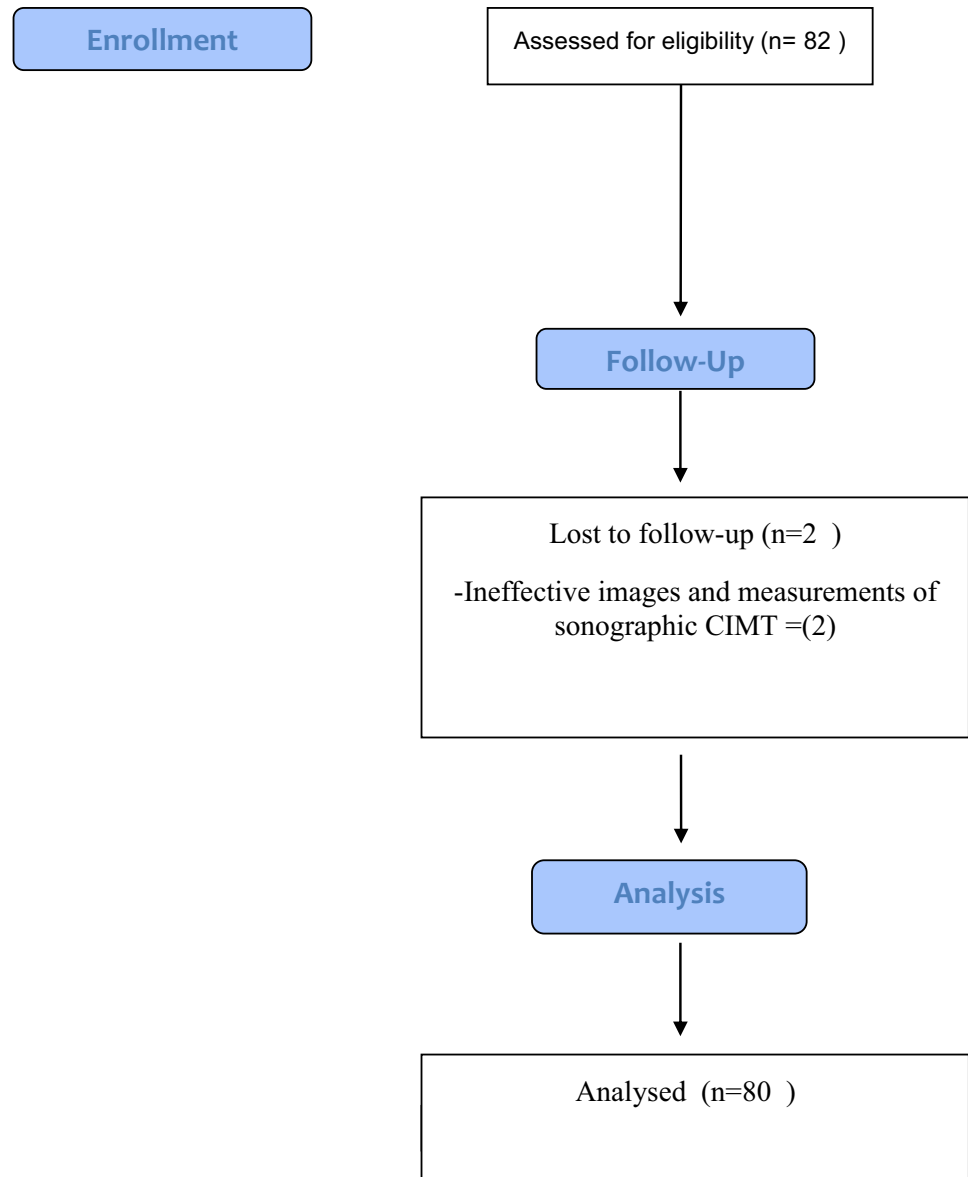 Enrollment
Assessed for eligibility (n= 82 )
Follow-Up
Lost to follow-up (n=2 )
-Ineffective images and measurements of
sonographic CIMT =(2)
Analysis
Analysed (n=80 )